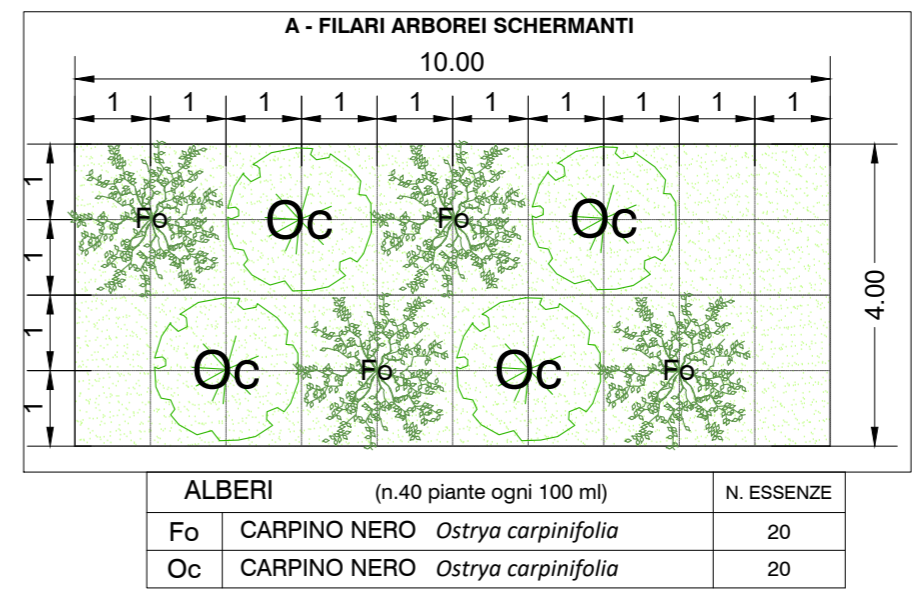 A - FILARI ARBOREI SCHERMANTI
10.00
1 1 1 1 1 1 1 1 1 1
1
1
1
1
Fo Oc Fo Oc
Oc Fo Oc Fo
4.00
ALBERI (n.40 piante ogni 100 ml) N. ESSENZE
Fo CARPINO NERO Ostrya carpinifolia 20
Oc CARPINO NERO Ostrya carpinifolia 20